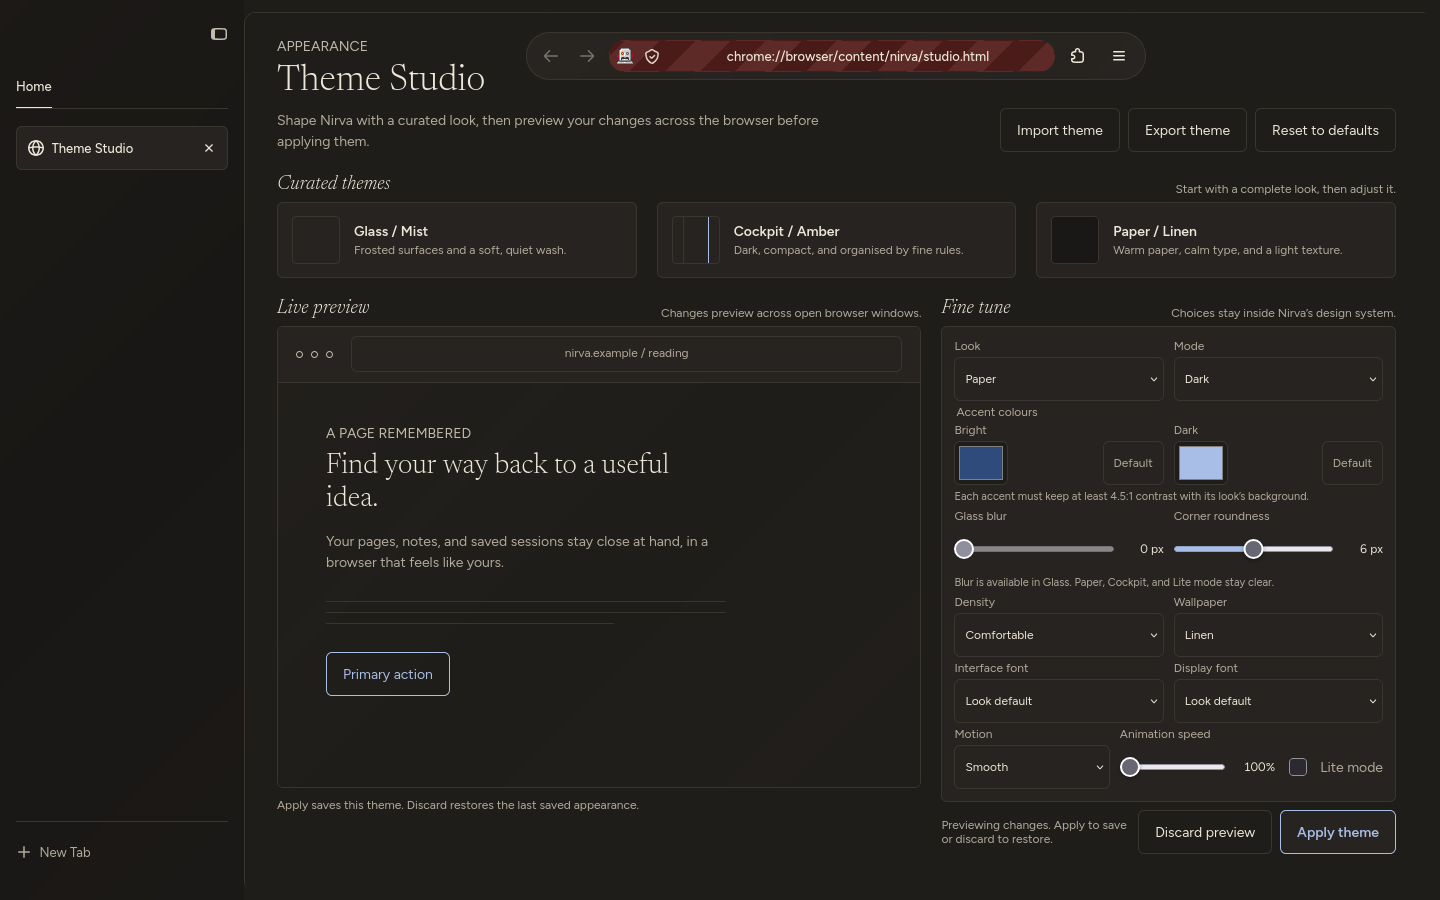 Home
Theme Studio
New Tab
chrome://browser/content/nirva/studio.html
APPEARANCE
Theme Studio
Shape Nirva with a curated look, then preview your changes across the browser before
applying them.
Import theme
Export theme
Reset to defaults
Curated themes
Start with a complete look, then adjust it.
Glass / Mist
Frosted surfaces and a soft, quiet wash.
Cockpit / Amber
Dark, compact, and organised by fine rules.
Paper / Linen
Warm paper, calm type, and a light texture.
Live preview
Changes preview across open browser windows.
nirva.example / reading
A PAGE REMEMBERED
Find your way back to a useful
idea.
Your pages, notes, and saved sessions stay close at hand, in a
browser that feels like yours.
Primary action
Apply saves this theme. Discard restores the last saved appearance.
Fine tune
Choices stay inside Nirva's design system.
Look
Mode
Paper
Dark
Accent colours
Bright
Dark
Default
Default
Each accent must keep at least 4.5:1 contrast with its look's background.
Glass blur
Corner roundness
0 px
6 px
Blur is available in Glass. Paper, Cockpit, and Lite mode stay clear.
Density
Wallpaper
Comfortable
Linen
Interface font
Display font
Look default
Look default
Motion
Animation speed
Smooth
100%
Lite mode
Previewing changes. Apply to save
or discard to restore.
Discard preview
Apply theme